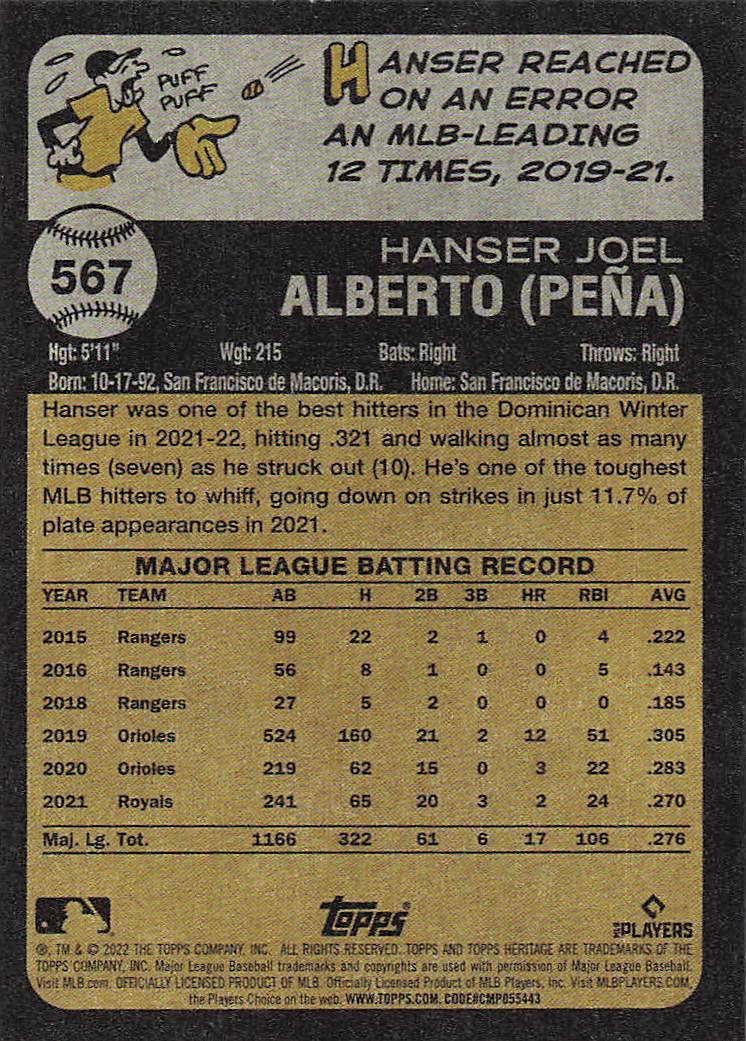 PUFF
PUFF
HANSER REACHED
ON AN ERROR
AN MLB-LEADING
12 TIMES, 2019-21.
567
HANSER JOEL
ALBERTO (PEÑA)
Hgt: 5'11" Wgt: 215 Bats: Right Throws: Right
Born: 10-17-92, San Francisco de Macoris, D.R. Home: San Francisco de Macoris, D.R.
Hanser was one of the best hitters in the Dominican Winter
League in 2021-22, hitting .321 and walking almost as many
times (seven) as he struck out (10). He's one of the toughest
MLB hitters to whiff, going down on strikes in just 11.7% of
plate appearances in 2021.
MAJOR LEAGUE BATTING RECORD
YEAR TEAM AB H 2B 3B HR RBI AVG
2015 Rangers 99 22 2 1 0 4 .222
2016 Rangers 56 8 1 0 0 5 .143
2018 Rangers 27 5 2 0 0 0 .185
2019 Orioles 524 160 21 2 12 51 .305
2020 Orioles 219 62 15 0 3 22 .283
2021 Royals 241 65 20 3 2 24 .270
Maj. Lg. Tot. 1166 322 61 6 17 106 .276
Topps®
MLB PLAYERS
®, TM & © 2022 THE TOPPS COMPANY, INC. ALL RIGHTS RESERVED. TOPPS AND TOPPS HERITAGE ARE TRADEMARKS OF THE
TOPPS COMPANY, INC. Major League Baseball trademarks and copyrights are used with permission of Major League Baseball.
Visit MLB.com. OFFICIALLY LICENSED PRODUCT OF MLB. Officially Licensed Product of MLB Players, Inc. Visit MLBPLAYERS.COM,
the Players Choice on the web. WWW.TOPPS.COM. CODE#CMP055443